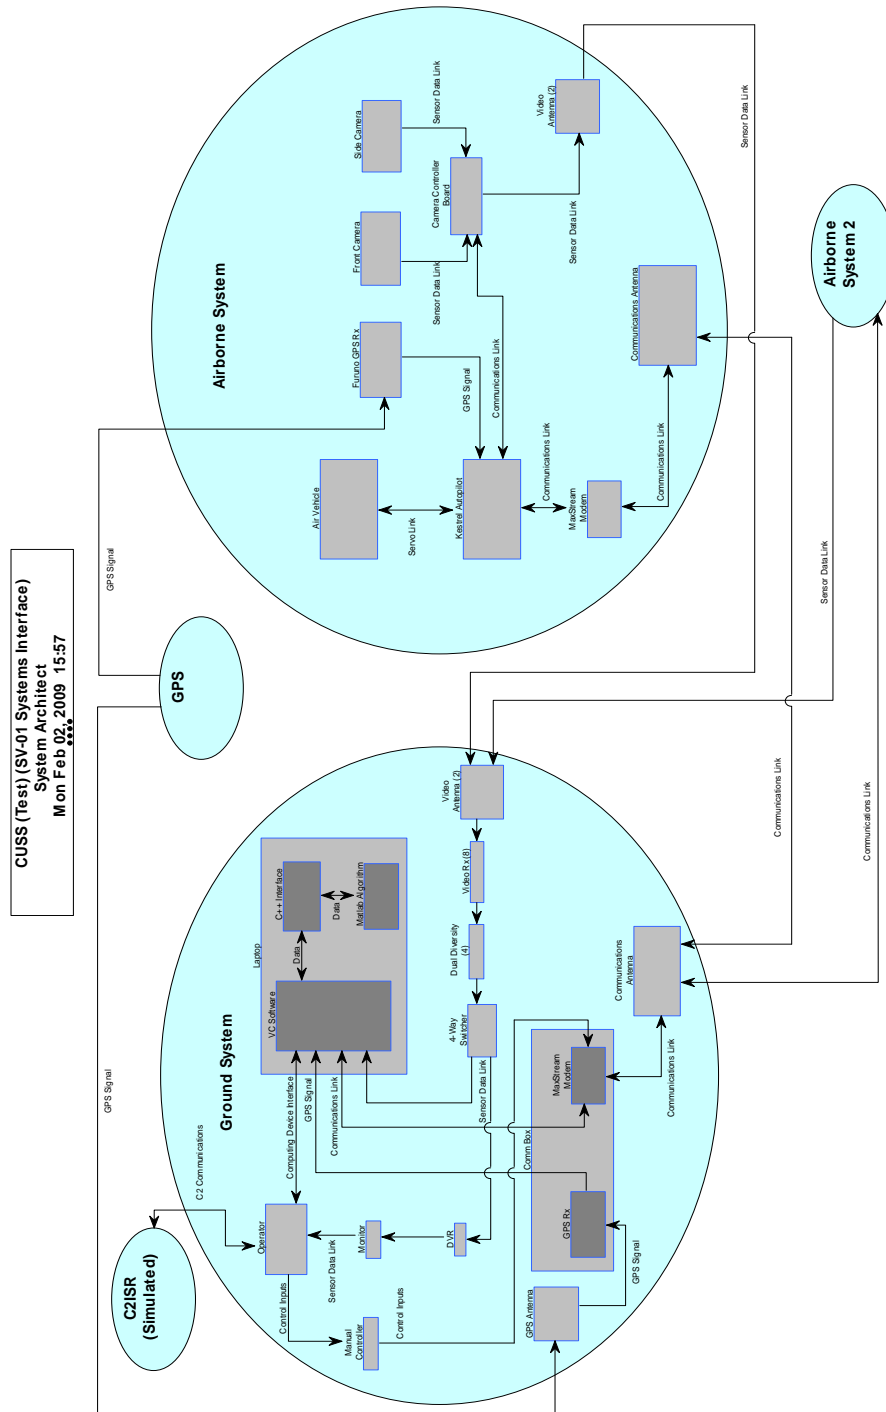 CUSS (Test) (SV-01 Systems Interface)
System Architect
Mon Feb 02, 2009 15:57
GPS Signal
GPS Signal
GPS
Airborne System
Side Camera
Sensor Data Link
Front Camera
Sensor Data Link
Camera Controller
Board
Video
Antenna (2)
Sensor Data Link
Sensor Data Link
Furuno GPS Rx
GPS Signal
Communications Link
Air Vehicle
Servo Link
Kestrel Autopilot
Communications Link
MaxStream
Modem
Communications Link
Communications Antenna
Airborne
System 2
Sensor Data Link
Communications Link
Communications Link
Ground System
Laptop
C++ Interface
Data
Matlab Algorithm
Data
VC Software
Video
Antenna (2)
Video Rx (8)
Dual Diversity
(4)
4-Way
Switcher
Sensor Data Link
Computing Device Interface
GPS Signal
Communications Link
Communications
Antenna
Communications Link
Comm Box
MaxStream
Modem
GPS Rx
GPS Signal
GPS Antenna
C2 Communications
C2ISR
(Simulated)
Operator
Sensor Data Link
Monitor
DVR
Control Inputs
Manual
Controller
Control Inputs